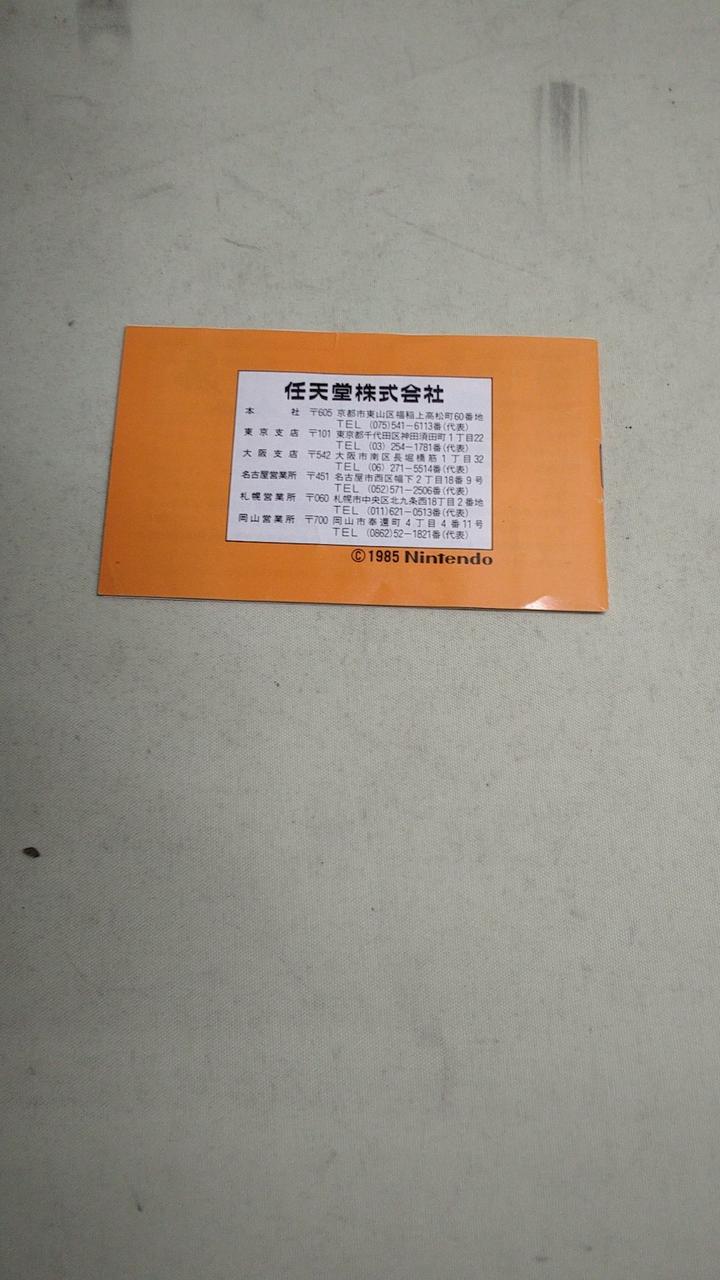 任天堂株式会社
本社 〒605 京都市東山区福稲上高松町60番地
TEL (075)541-6113番(代表)
東京支店 〒101 東京都千代田区神田須田町1丁目22
TEL (03) 254-1781番(代表)
大阪支店 〒542 大阪市南区長堀橋筋1丁目32
TEL (06) 271-5514番(代表)
名古屋営業所 〒451 名古屋市西区幅下2丁目18番9号
TEL (052)571-2506番(代表)
札幌営業所 〒060 札幌市中央区北九条西18丁目2番地
TEL (011)621-0513番(代表)
岡山営業所 〒700 岡山市奉還町4丁目4番11号
TEL (0862)52-1821番(代表)
©1985 Nintendo